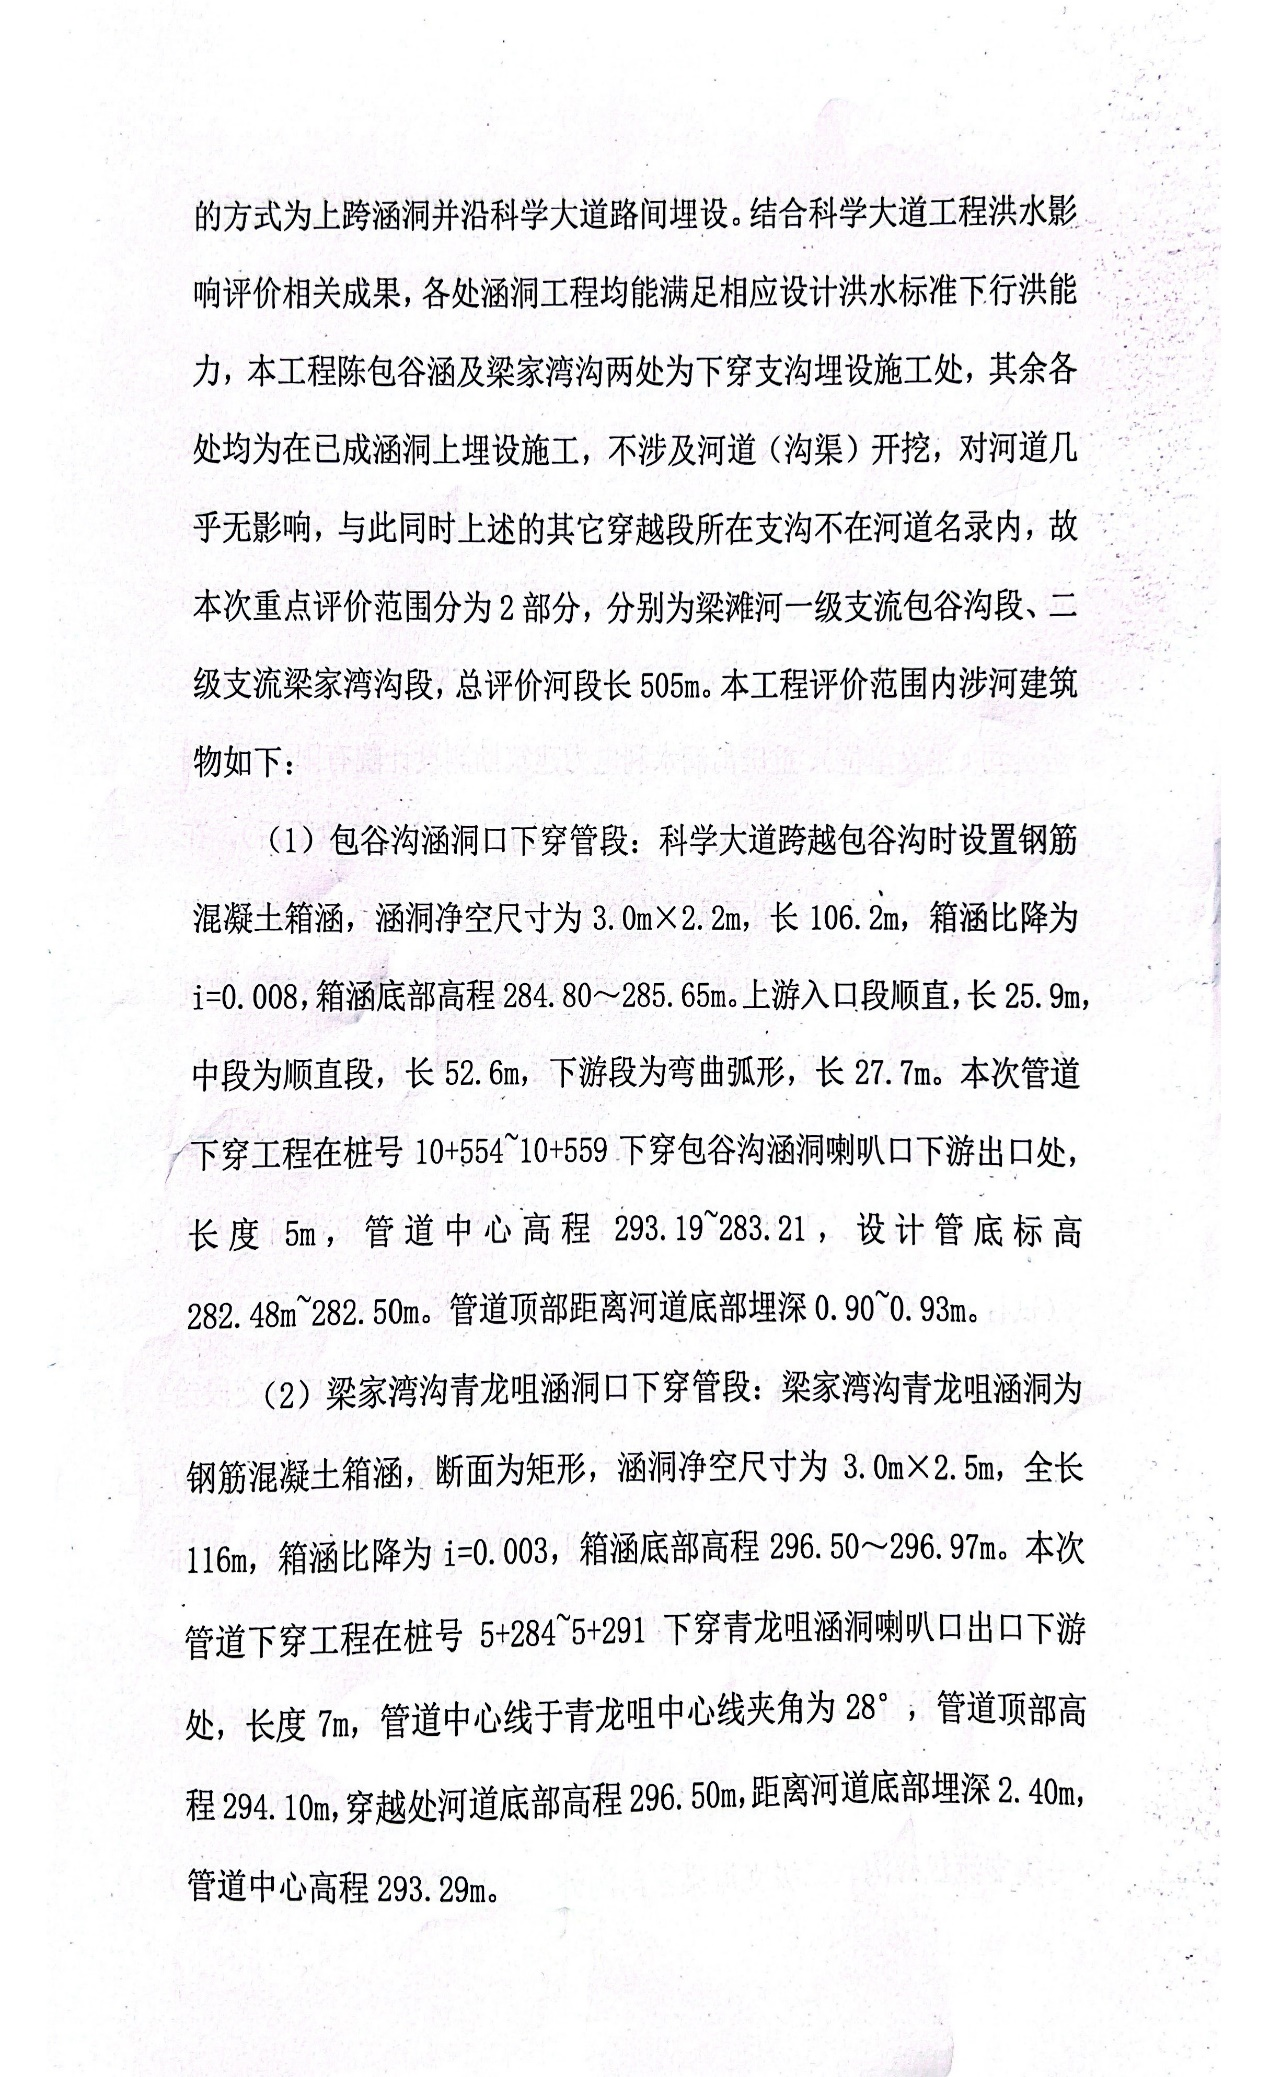 的方式为上跨涵洞并沿科学大道路间埋设。结合科学大道工程洪水影
响评价相关成果，各处涵洞工程均能满足相应设计洪水标准下行洪能
力，本工程陈包谷涵及梁家湾沟两处为下穿支沟埋设施工处，其余各
处均为在已成涵洞上埋设施工，不涉及河道（沟渠）开挖，对河道几
乎无影响，与此同时上述的其它穿越段所在支沟不在河道名录内，故
本次重点评价范围分为2部分，分别为梁滩河一级支流包谷沟段、二
级支流梁家湾沟段，总评价河段长505m。本工程评价范围内涉河建筑
物如下：
（1）包谷沟涵洞口下穿管段：科学大道跨越包谷沟时设置钢筋
混凝土箱涵，涵洞净空尺寸为3.0m×2.2m，长106.2m，箱涵比降为
i=0.008，箱涵底部高程284.80～285.65m。上游入口段顺直，长25.9m，
中段为顺直段，长52.6m，下游段为弯曲弧形，长27.7m。本次管道
下穿工程在桩号10+554~10+559下穿包谷沟涵洞喇叭口下游出口处，
长度5m，管道中心高程293.19~283.21，设计管底标高
282.48m~282.50m。管道顶部距离河道底部埋深0.90~0.93m。
（2）梁家湾沟青龙咀涵洞口下穿管段：梁家湾沟青龙咀涵洞为
钢筋混凝土箱涵，断面为矩形，涵洞净空尺寸为3.0m×2.5m，全长
116m，箱涵比降为i=0.003，箱涵底部高程296.50～296.97m。本次
管道下穿工程在桩号5+284~5+291下穿青龙咀涵洞喇叭口出口下游
处，长度7m，管道中心线于青龙咀中心线夹角为28°，管道顶部高
程294.10m，穿越处河道底部高程296.50m，距离河道底部埋深2.40m，
管道中心高程293.29m。